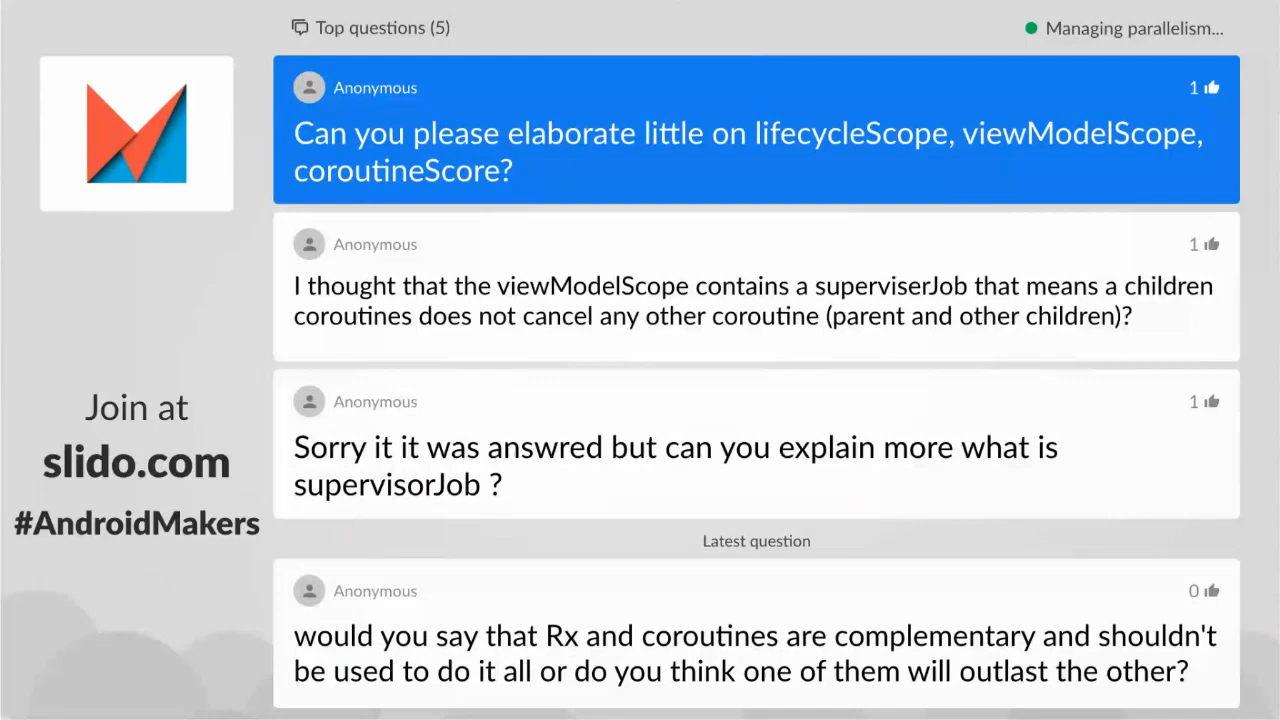 Top questions (5)
Managing parallelism...
Anonymous
1
Can you please elaborate little on lifecycleScope, viewModelScope,
coroutineScore?
Anonymous
1
I thought that the viewModelScope contains a superviserJob that means a children
coroutines does not cancel any other coroutine (parent and other children)?
Anonymous
1
Sorry it it was answred but can you explain more what is
supervisorJob ?
Join at
slido.com
#AndroidMakers
Latest question
Anonymous
0
would you say that Rx and coroutines are complementary and shouldn't
be used to do it all or do you think one of them will outlast the other?